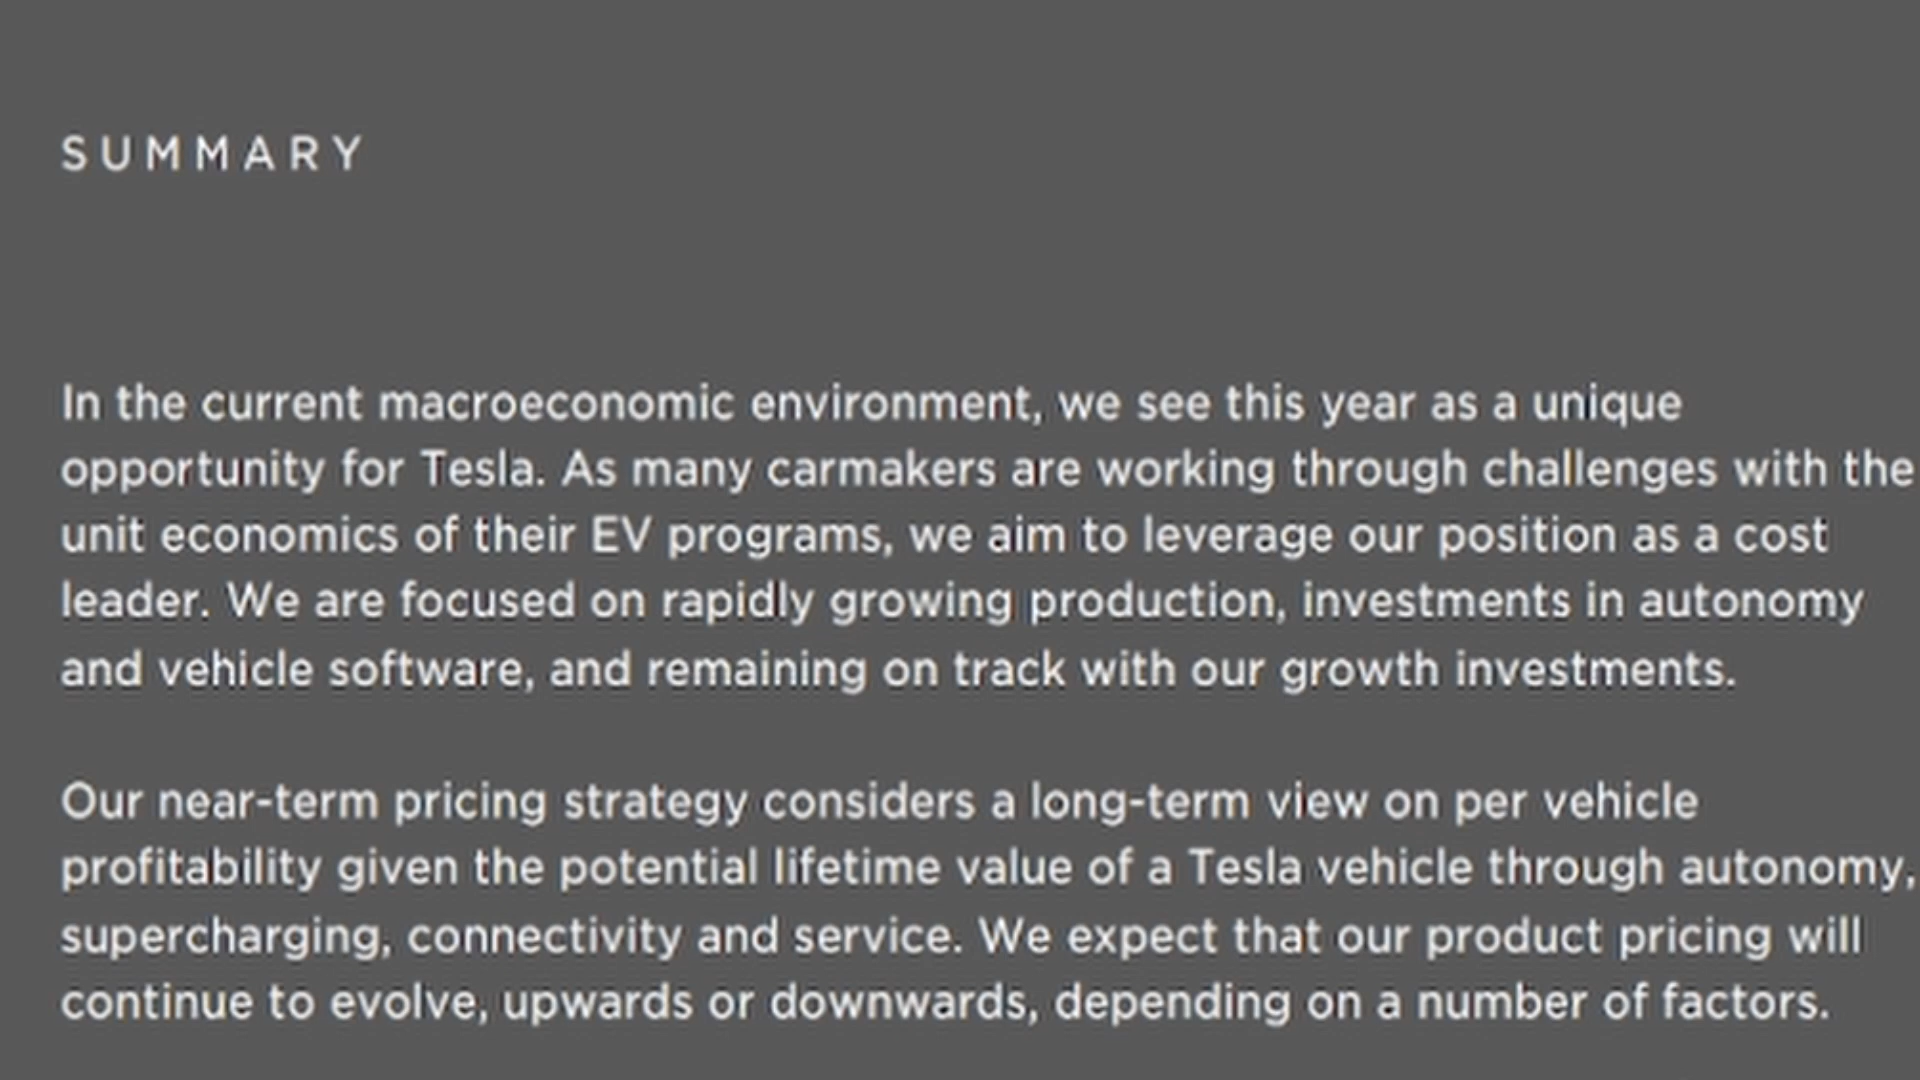 SUMMARY
In the current macroeconomic environment, we see this year as a unique
opportunity for Tesla. As many carmakers are working through challenges with the
unit economics of their EV programs, we aim to leverage our position as a cost
leader. We are focused on rapidly growing production, investments in autonomy
and vehicle software, and remaining on track with our growth investments.
Our near-term pricing strategy considers a long-term view on per vehicle
profitability given the potential lifetime value of a Tesla vehicle through autonomy,
supercharging, connectivity and service. We expect that our product pricing will
continue to evolve, upwards or downwards, depending on a number of factors.